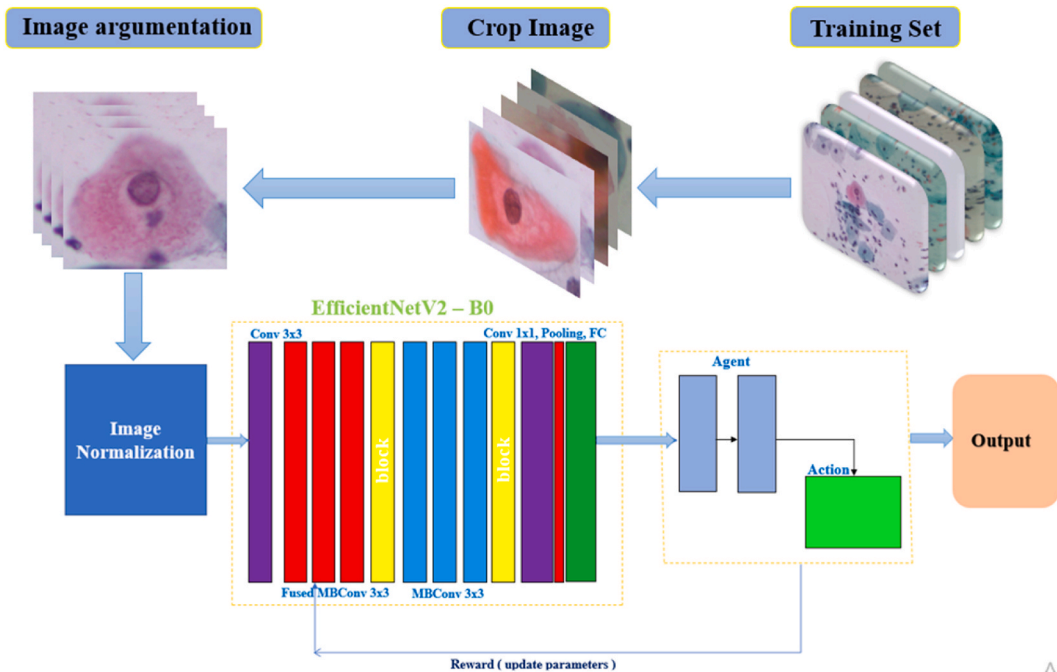 Image argumentation
Crop Image
Training Set
EfficientNetV2 – B0
Conv 3x3
Conv 1x1, Pooling, FC
block
block
Fused MBConv 3x3
MBConv 3x3
Image
Normalization
Agent
Action
Output
Reward ( update parameters )